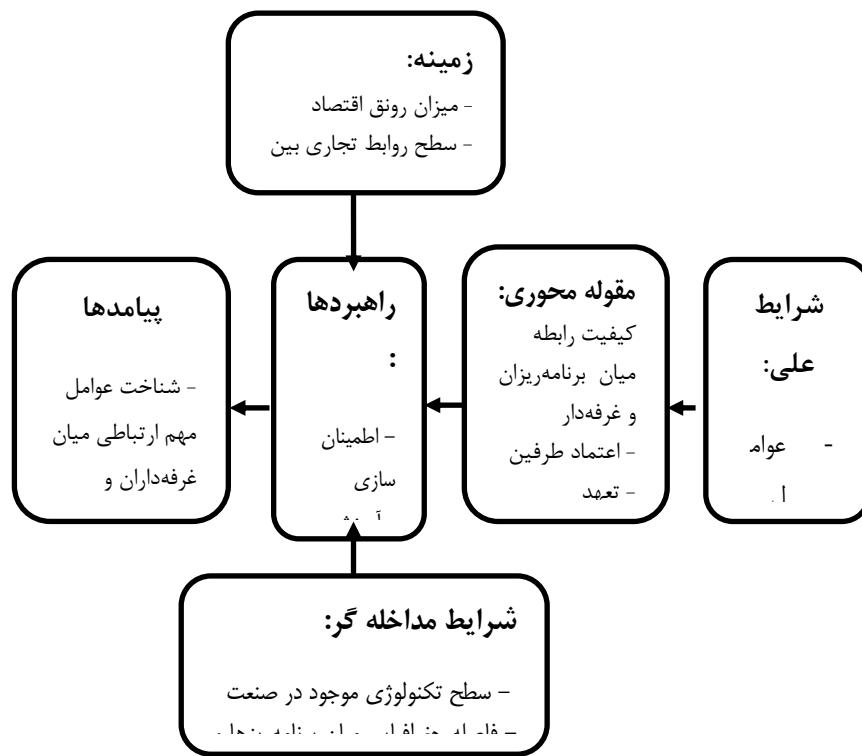 زمینه:
- میزان رونق اقتصاد
- سطح روابط تجاری بین
شرایط
علی:
- عوامـ
ل
مقوله محوری:
کیفیت رابطه
میان برنامه‌ریزان
و غرفه‌دار
- اعتماد طرفین
- تعهد
راهبردها
:
- اطمینان
سازی
پیامدها
- شناخت عوامل
مهم ارتباطی میان
غرفه‌داران و
شرایط مداخله گر:
- سطح تکنولوژی موجود در صنعت